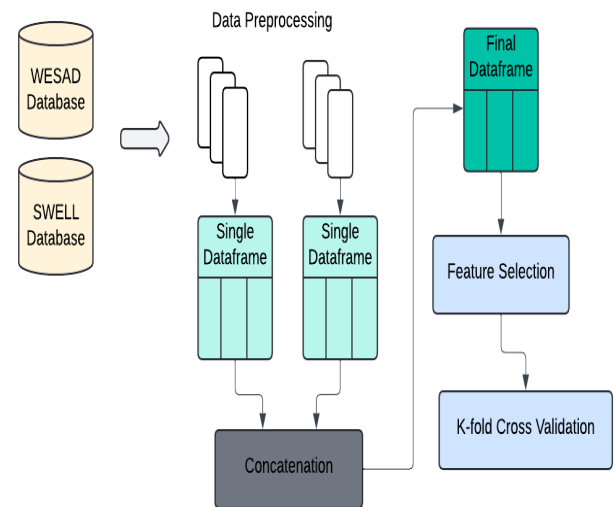 Data Preprocessing
WESAD
Database
SWELL
Database
Single
Dataframe
Single
Dataframe
Concatenation
Final
Dataframe
Feature Selection
K-fold Cross Validation